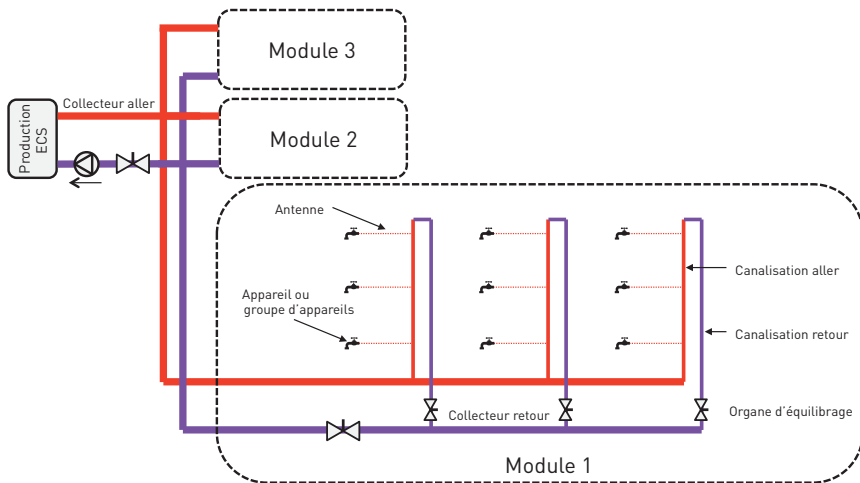 Module 3
Collecteur aller
Production
ECS
Module 2
Antenne
Canalisation aller
Appareil ou
groupe d'appareils
Canalisation retour
Collecteur retour
Organe d'équilibrage
Module 1